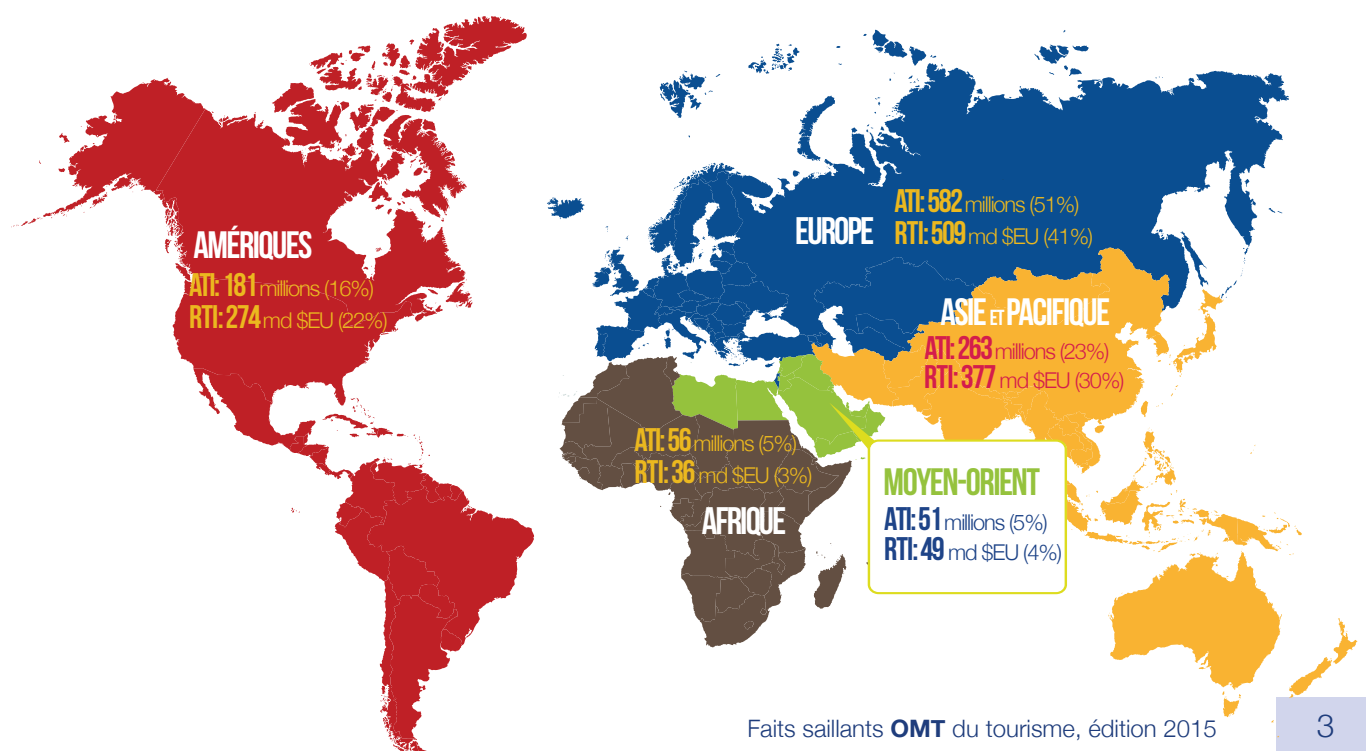 AMÉRIQUES
ATI: 181 millions (16%)
RTI: 274 md $EU (22%)
EUROPE
ATI: 582 millions (51%)
RTI: 509 md $EU (41%)
ASIE ET PACIFIQUE
ATI: 263 millions (23%)
RTI: 377 md $EU (30%)
ATI: 56 millions (5%)
RTI: 36 md $EU (3%)
AFRIQUE
MOYEN-ORIENT
ATI: 51 millions (5%)
RTI: 49 md $EU (4%)
Faits saillants OMT du tourisme, édition 2015
3